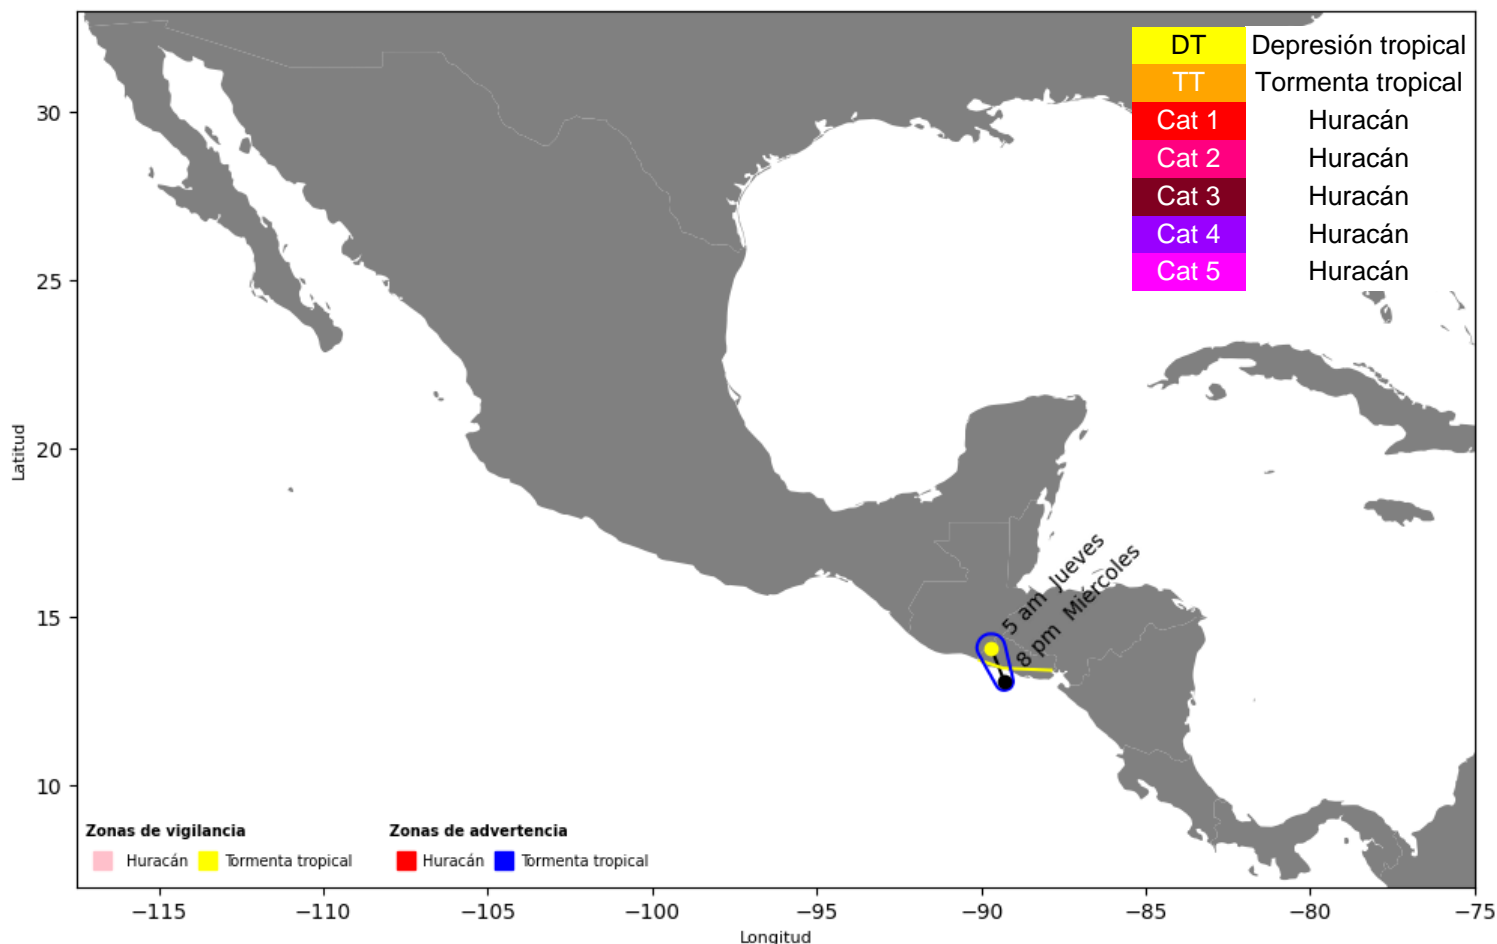 DT Depresión tropical
TT Tormenta tropical
Cat 1 Huracán
Cat 2 Huracán
Cat 3 Huracán
Cat 4 Huracán
Cat 5 Huracán
30
25
20
15
10
Latitud
5 am Jueves
8 pm Miércoles
Zonas de vigilancia
Huracán Tormenta tropical
Zonas de advertencia
Huracán Tormenta tropical
−115 −110 −105 −100 −95 −90 −85 −80 −75
Longitud